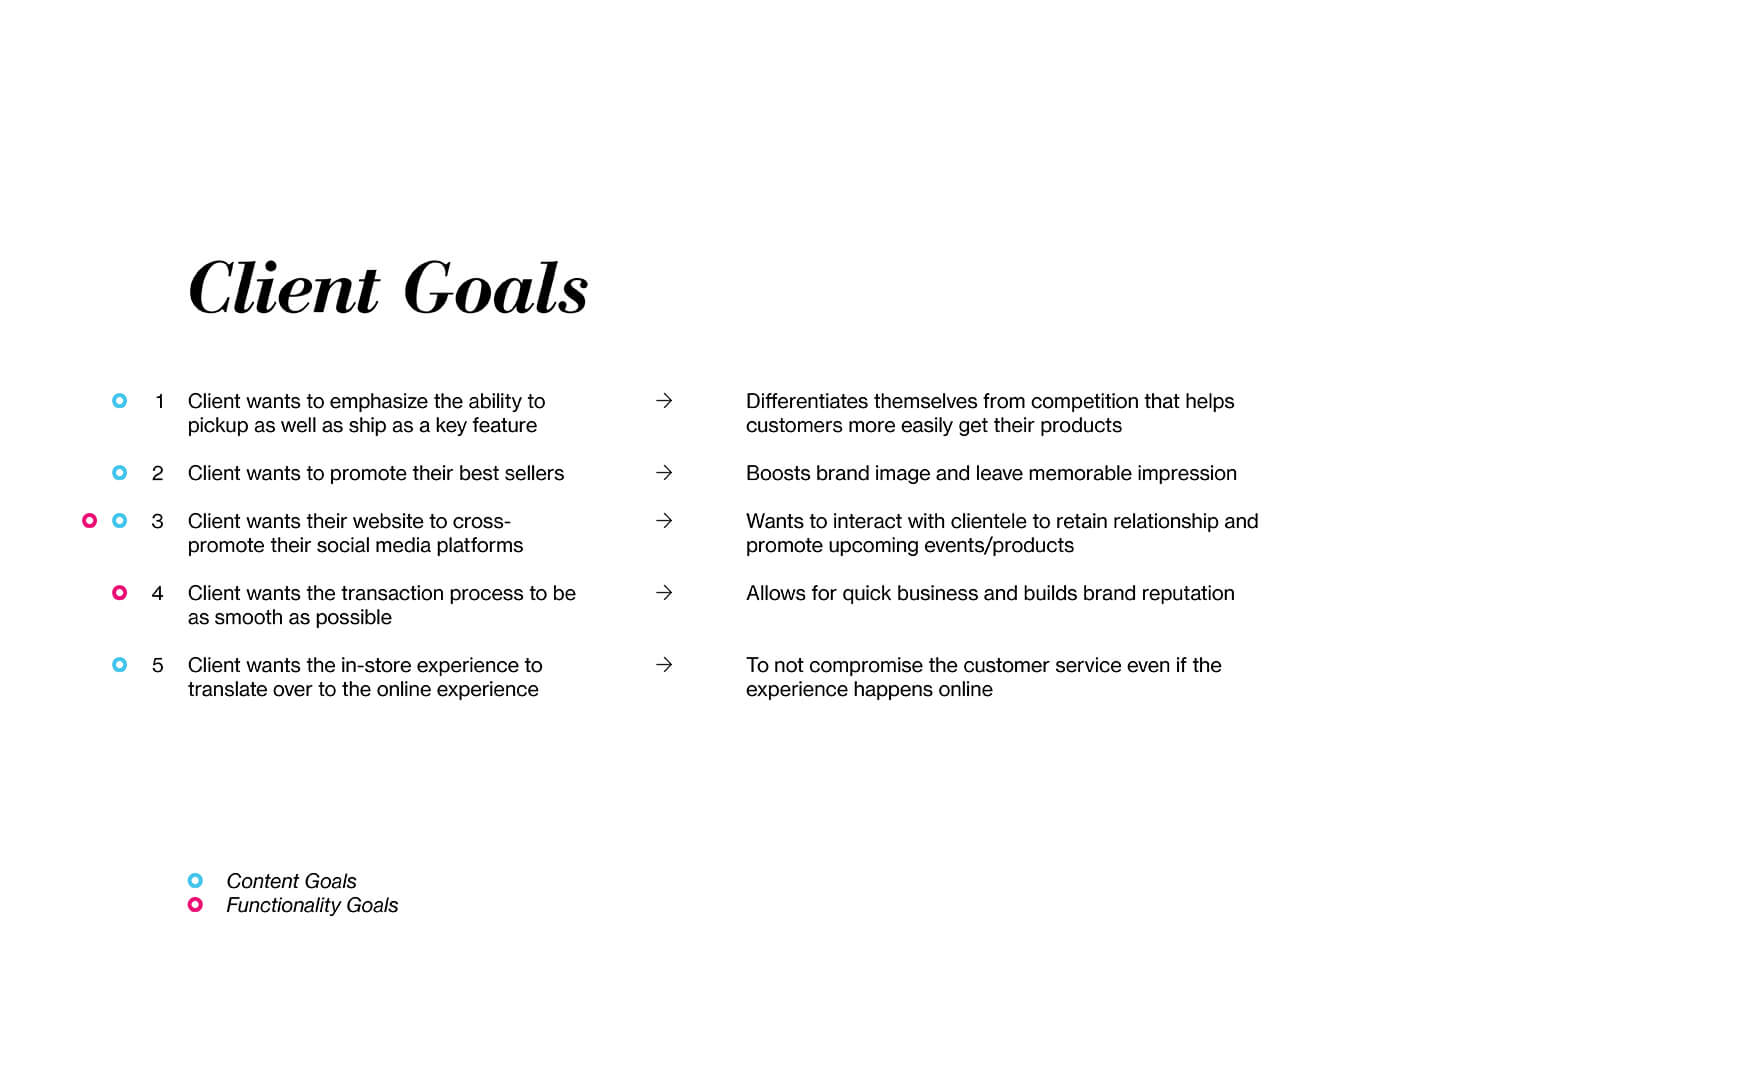 Client Goals
1 Client wants to emphasize the ability to
pickup as well as ship as a key feature
→ Differentiates themselves from competition that helps
customers more easily get their products
2 Client wants to promote their best sellers
→ Boosts brand image and leave memorable impression
3 Client wants their website to cross-
promote their social media platforms
→ Wants to interact with clientele to retain relationship and
promote upcoming events/products
4 Client wants the transaction process to be
as smooth as possible
→ Allows for quick business and builds brand reputation
5 Client wants the in-store experience to
translate over to the online experience
→ To not compromise the customer service even if the
experience happens online
Content Goals
Functionality Goals